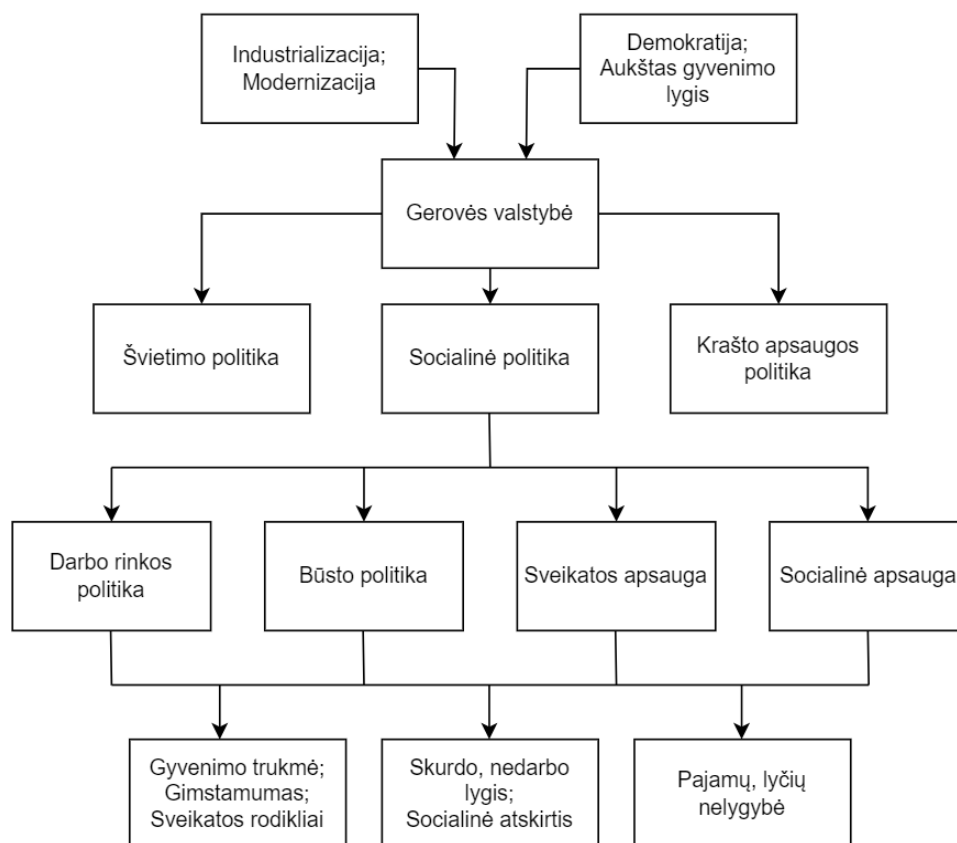 Industrializacija;
Modernizacija
Demokratija;
Aukštas gyvenimo
lygis
Gerovės valstybė
Švietimo politika
Socialinė politika
Krašto apsaugos
politika
Darbo rinkos
politika
Būsto politika
Sveikatos apsauga
Socialinė apsauga
Gyvenimo trukmė;
Gimstamumas;
Sveikatos rodikliai
Skurdo, nedarbo
lygis;
Socialinė atskirtis
Pajamų, lyčių
nelygybė